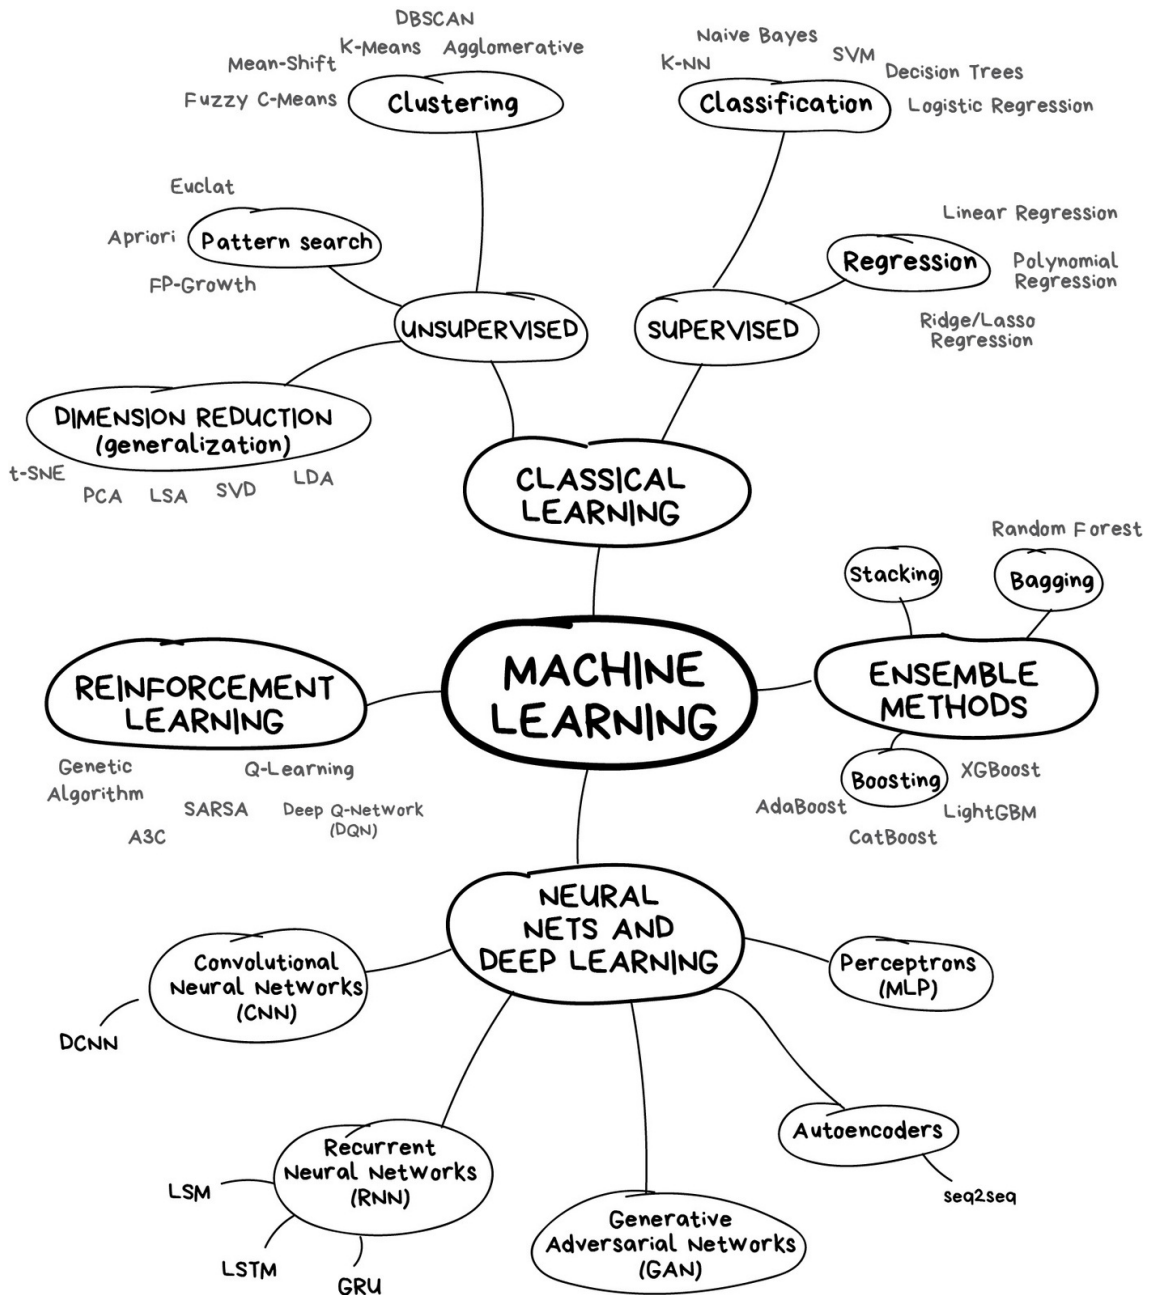 DBSCAN
K-Means
Agglomerative
Mean-Shift
Fuzzy C-Means
Clustering
Naive Bayes
K-NN
SVM
Decision Trees
Classification
Logistic Regression
Euclat
Apriori
Pattern search
FP-Growth
Linear Regression
Regression
Polynomial
Regression
Ridge/Lasso
Regression
UNSUPERVISED
SUPERVISED
DIMENSION REDUCTION
(generalization)
t-SNE
PCA
LSA
SVD
LDA
CLASSICAL
LEARNING
Random Forest
Stacking
Bagging
MACHINE
LEARNING
REINFORCEMENT
LEARNING
ENSEMBLE
METHODS
Genetic
Algorithm
Q-Learning
SARSA
Deep Q-Network
(DQN)
A3C
Boosting
XGBoost
AdaBoost
LightGBM
CatBoost
NEURAL
NETS AND
DEEP LEARNING
Convolutional
Neural Networks
(CNN)
DCNN
Perceptrons
(MLP)
Autoencoders
seq2seq
Recurrent
Neural Networks
(RNN)
LSM
LSTM
GRU
Generative
Adversarial Networks
(GAN)